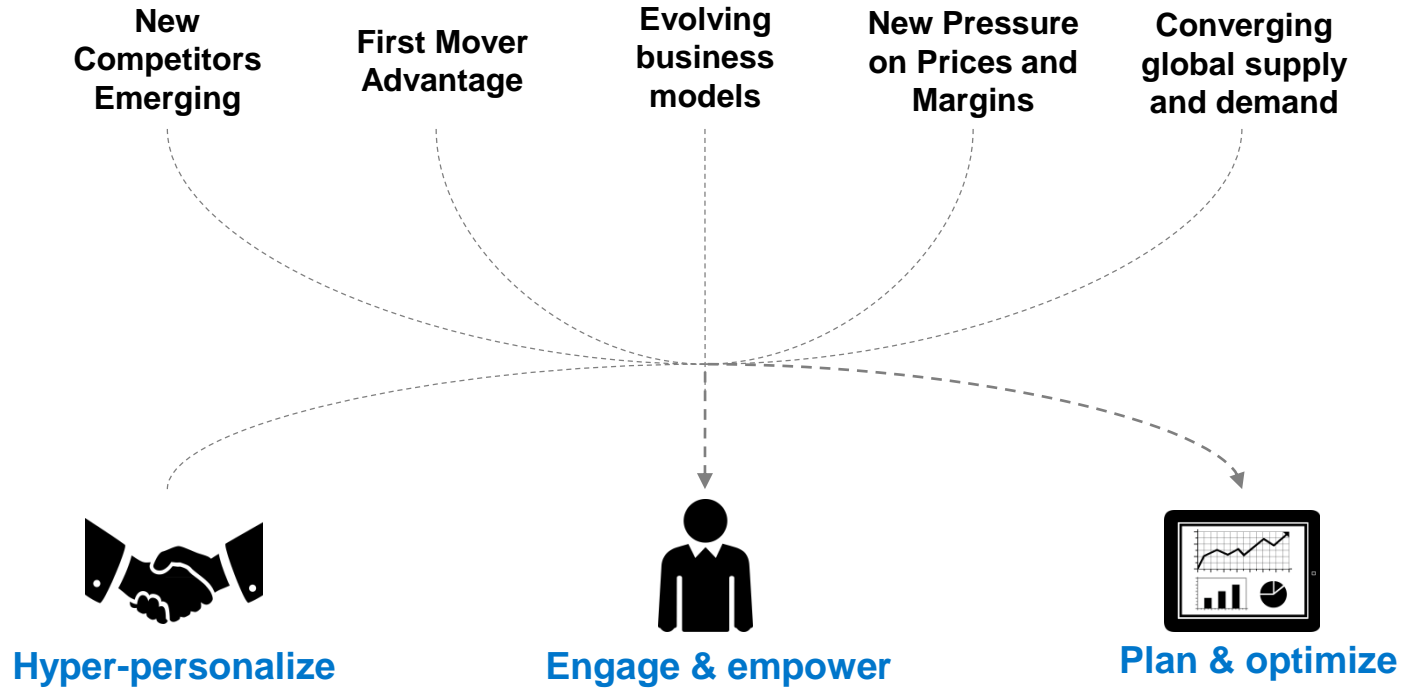 New
Competitors
Emerging
First Mover
Advantage
Evolving
business
models
New Pressure
on Prices and
Margins
Converging
global supply
and demand
Hyper-personalize
Engage & empower
Plan & optimize